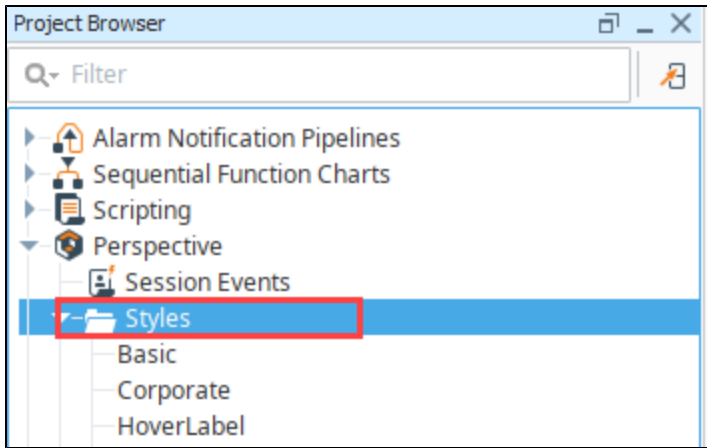 Project Browser
Filter
Alarm Notification Pipelines
Sequential Function Charts
Scripting
Perspective
Session Events
Styles
Basic
Corporate
HoverLabel